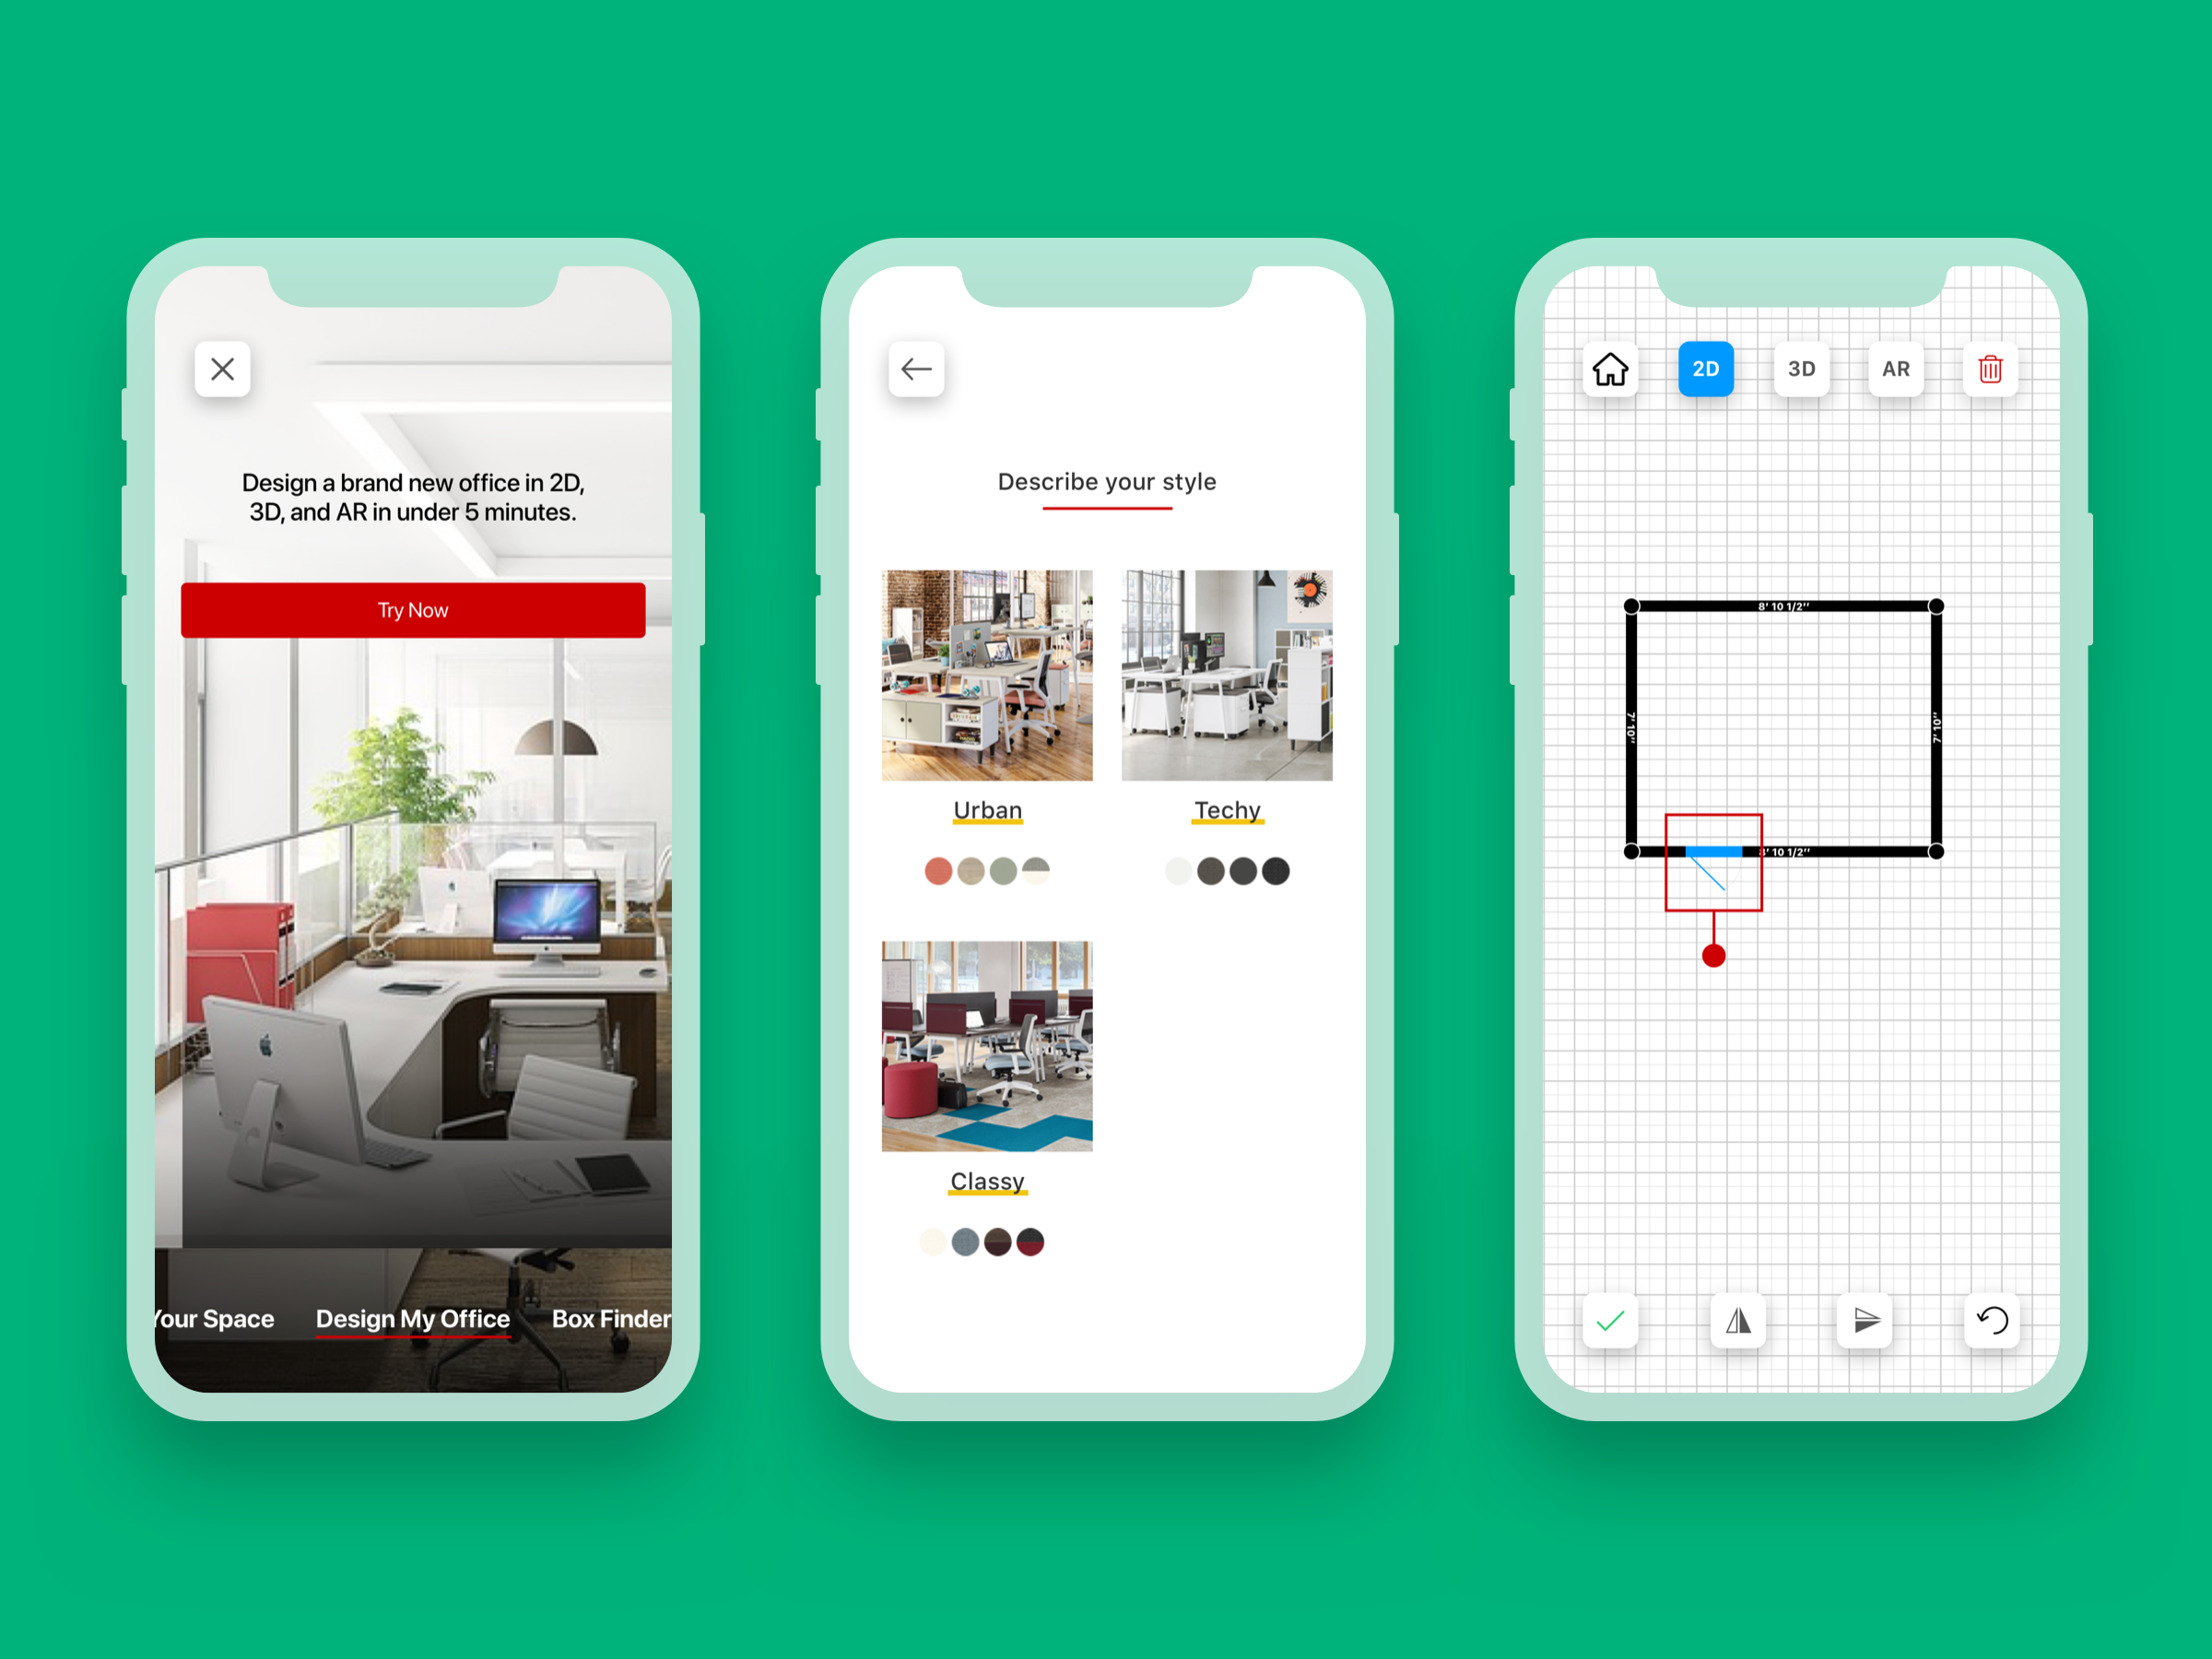 Design a brand new office in 2D,
3D, and AR in under 5 minutes.
Try Now
Your Space
Design My Office
Box Finder
Describe your style
Urban
Techy
Classy
2D
3D
AR
8' 10 1/2''
7' 10''
7' 10''
8' 10 1/2''